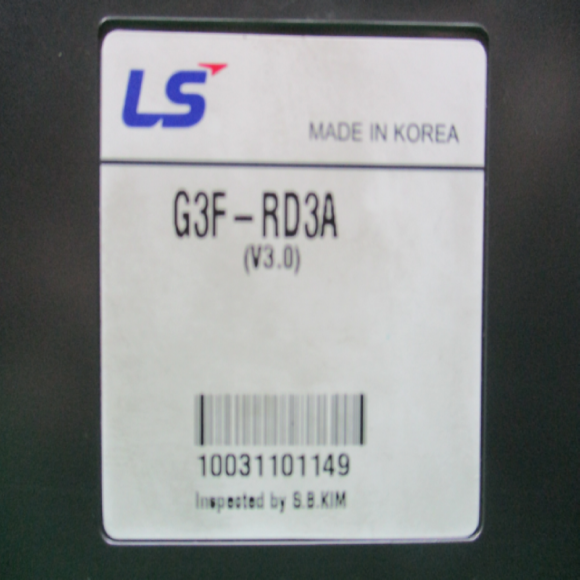 LS
MADE IN KOREA
G3F-RD3A
(V3.0)
10031101149
Inspected by S.B.KIM